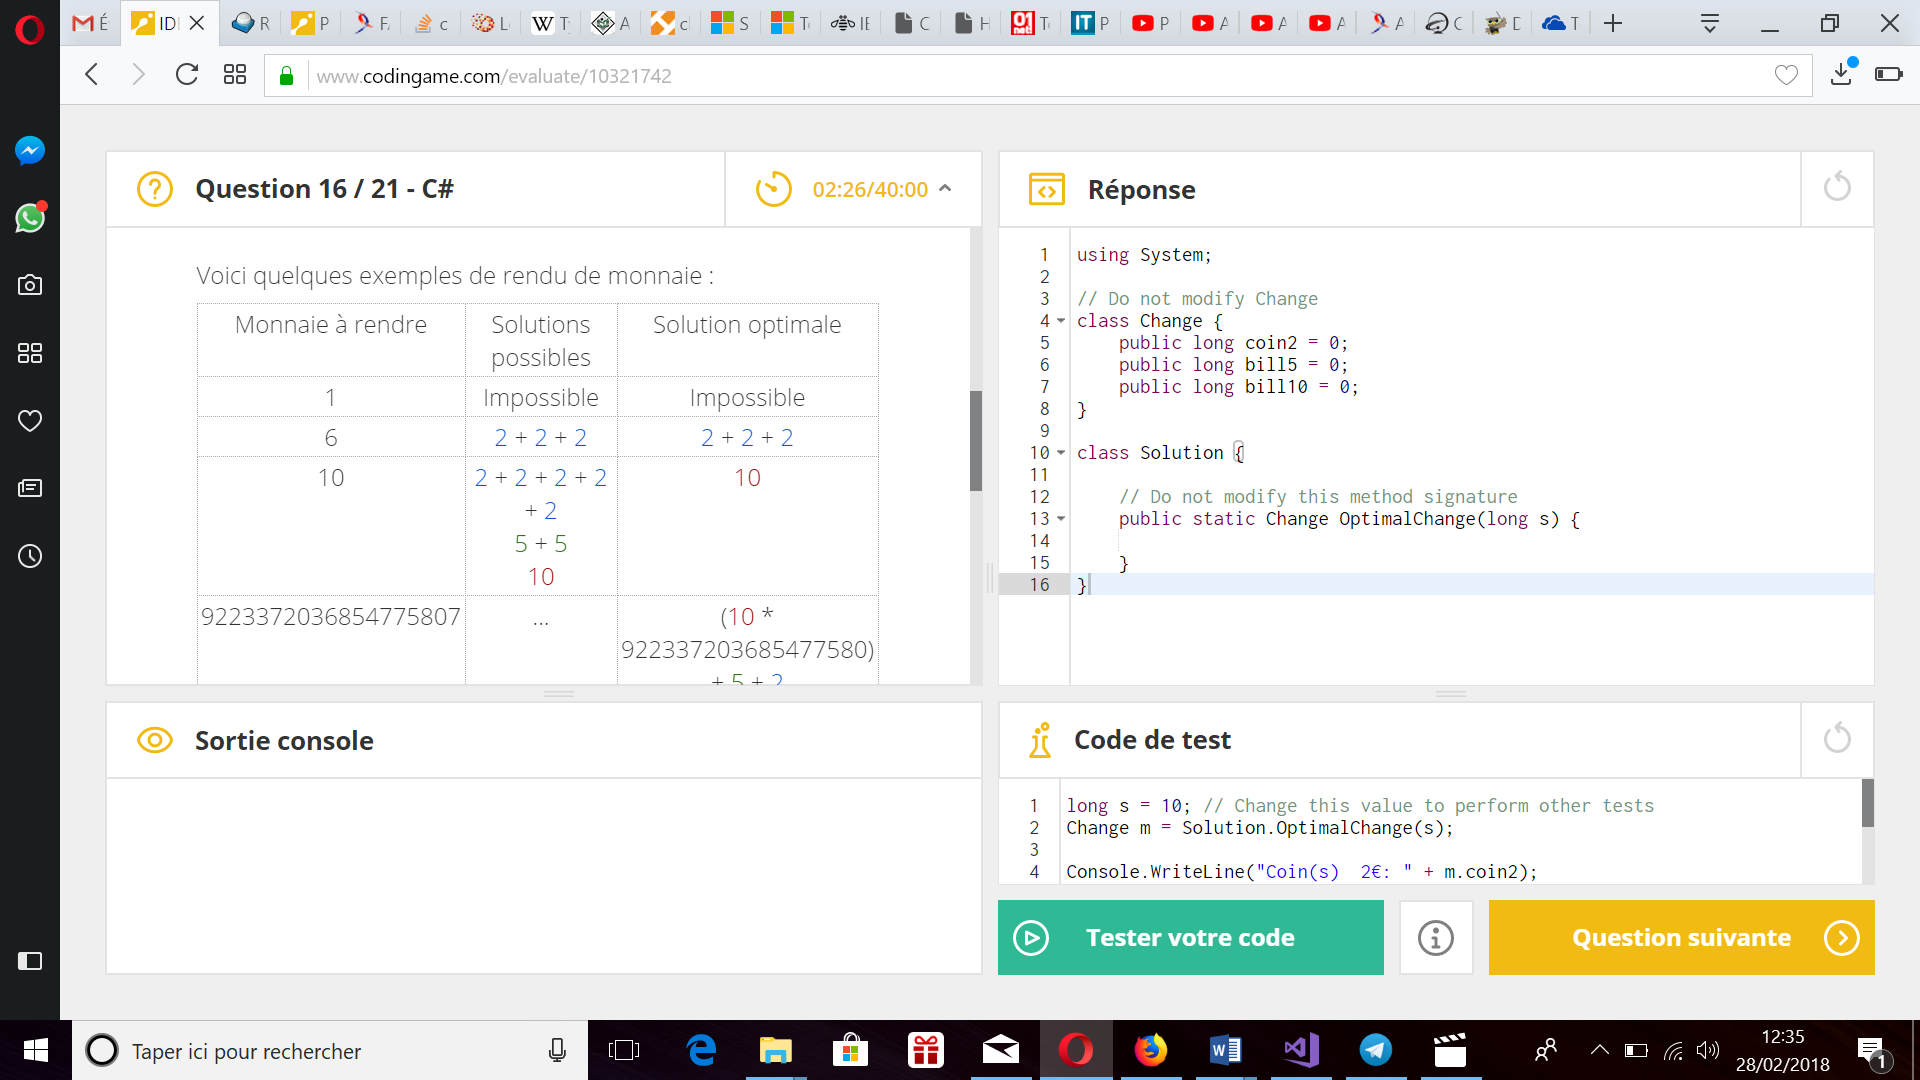 É
IDI
R
P
F
c
L
W T
A
c
S
T
IE
C
H
01 net. T
IT P
P
A
A
A
A
C
D
T
www.codingame.com/evaluate/10321742
Question 16 / 21 - C#
02:26/40:00
Voici quelques exemples de rendu de monnaie :
Monnaie à rendre
Solutions possibles
Solution optimale
1
Impossible
Impossible
6
2 + 2 + 2
2 + 2 + 2
10
2 + 2 + 2 + 2
+ 2
5 + 5
10
10
9223372036854775807
...
(10 *
922337203685477580)
+ 5 + 2
Sortie console
Réponse
1 using System;
2
3 // Do not modify Change
4 class Change {
5 public long coin2 = 0;
6 public long bill5 = 0;
7 public long bill10 = 0;
8 }
9
10 class Solution {
11
12 // Do not modify this method signature
13 public static Change OptimalChange(long s) {
14
15 }
16 }
Code de test
1 long s = 10; // Change this value to perform other tests
2 Change m = Solution.OptimalChange(s);
3
4 Console.WriteLine("Coin(s)  2€: " + m.coin2);
Tester votre code
Question suivante
Taper ici pour rechercher
12:35
28/02/2018
1